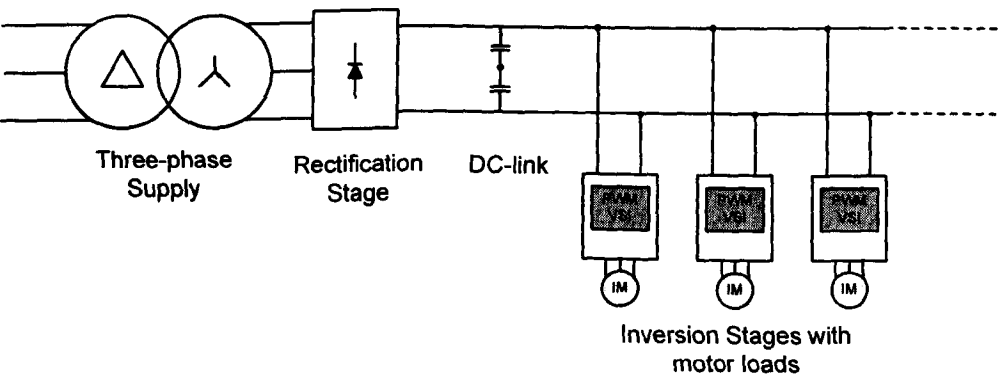 Three-phase
Supply
Rectification
Stage
DC-link
PWM
VSI
PWM
VSI
PWM
VSI
IM
IM
IM
Inversion Stages with
motor loads